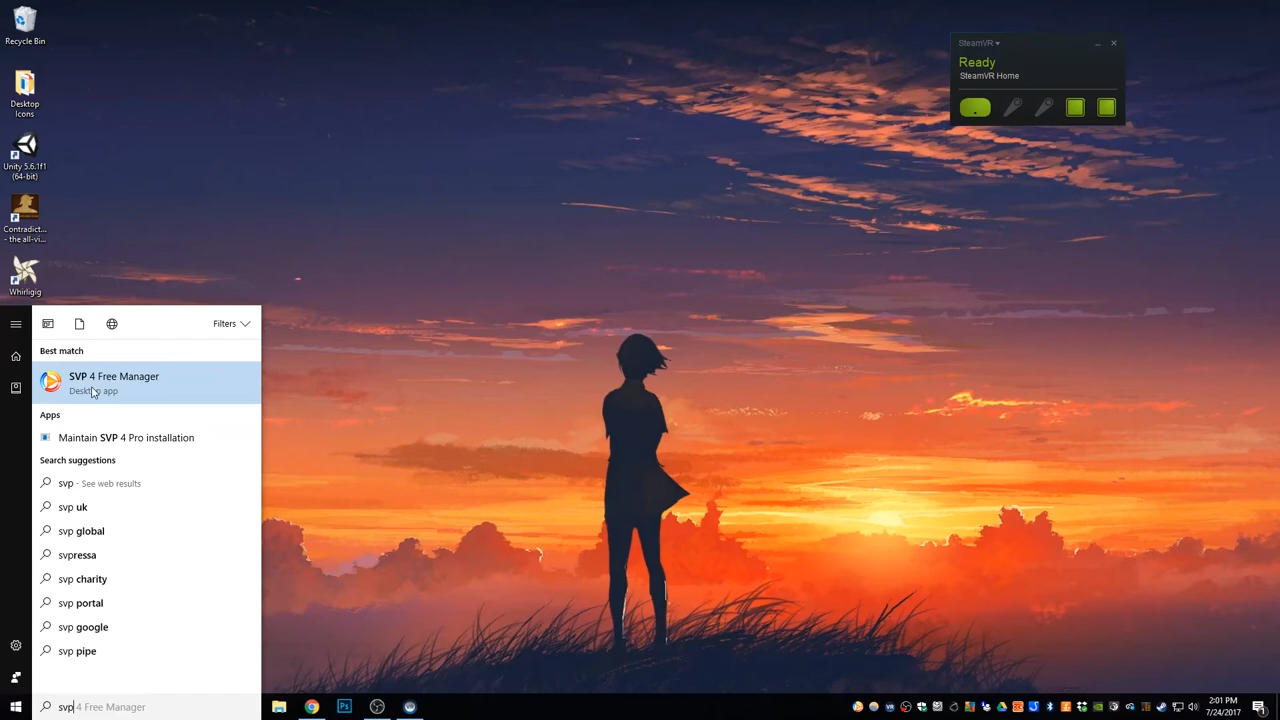 Recycle Bin
Desktop
Icons
Unity 5.6.1f1
(64-bit)
Contradict...
- the all-vi...
Whirligig
SteamVR
Ready
SteamVR Home
Filters
Best match
SVP 4 Free Manager
Desktop app
Apps
Maintain SVP 4 Pro installation
Search suggestions
svp - See web results
svp uk
svp global
svpressa
svp charity
svp portal
svp google
svp pipe
svp 4 Free Manager
Ps
2:01 PM
7/24/2017